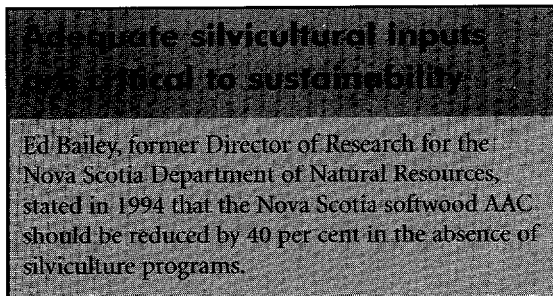 Adequate silvicultural inputs
are critical to sustainability
Ed Bailey, former Director of Research for the
Nova Scotia Department of Natural Resources,
stated in 1994 that the Nova Scotia softwood AAC
should be reduced by 40 per cent in the absence of
silviculture programs.